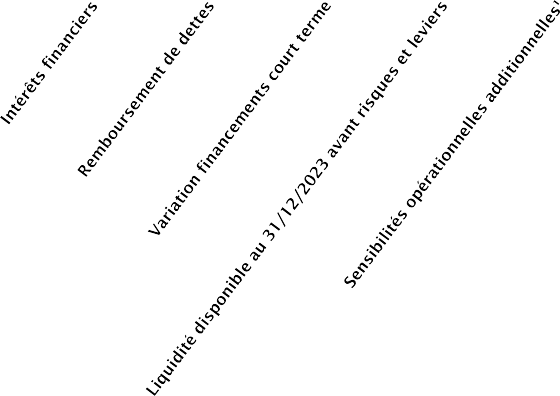 Intérêts financiers
Remboursement de dettes
Variation financements court terme
Liquidité disponible au 31/12/2023 avant risques et leviers
Sensibilités opérationnelles additionnelles